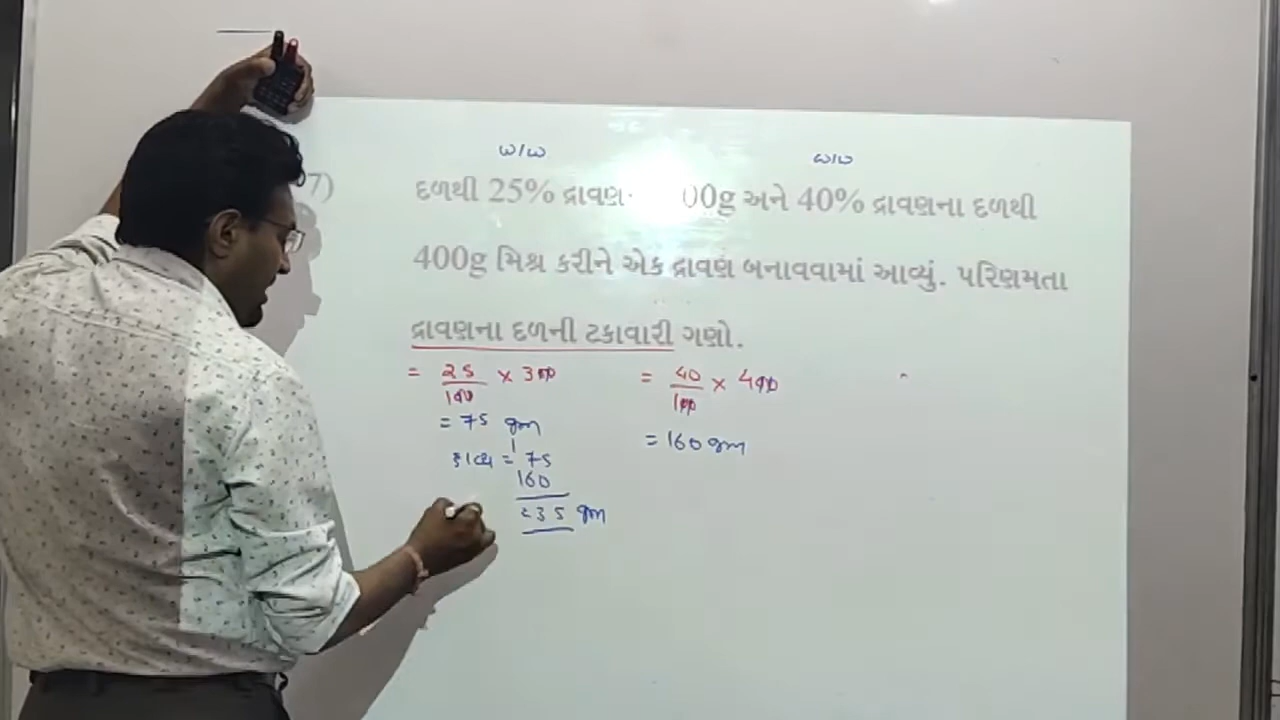 w/w w/w
7) દળથી 25% દ્રાવણ 00g અને 40% દ્રાવણના દળથી
400g મિશ્ર કરીને એક દ્રાવણ બનાવવામાં આવ્યું. પરિણમતા
દ્રાવણના દળની ટકાવારી ગણો.
= 25/100 × 300 = 40/100 × 400
= 75 gm = 160 gm
દ્રાવ્ય = 75
160
235 gm